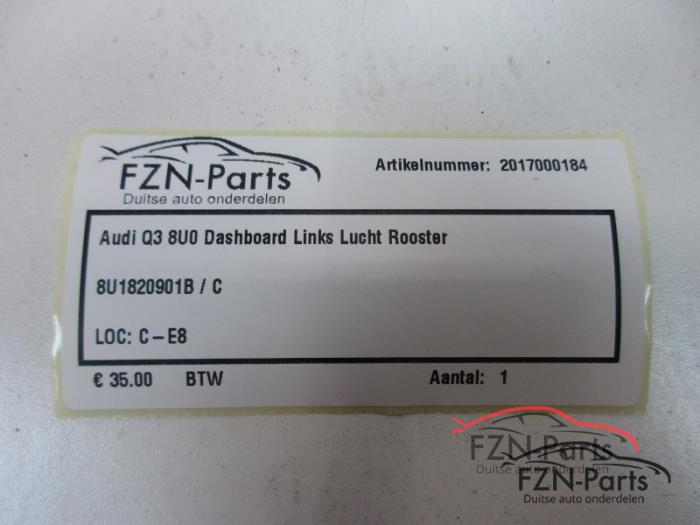 FZN-Parts
Duitse auto onderdelen
Artikelnummer: 2017000184
Audi Q3 8U0 Dashboard Links Lucht Rooster
8U1820901B / C
LOC: C-E8
€ 35.00 BTW Aantal: 1
FZN-Parts
Duitse auto onderdelen
FZN-Parts
Duitse auto onderdelen